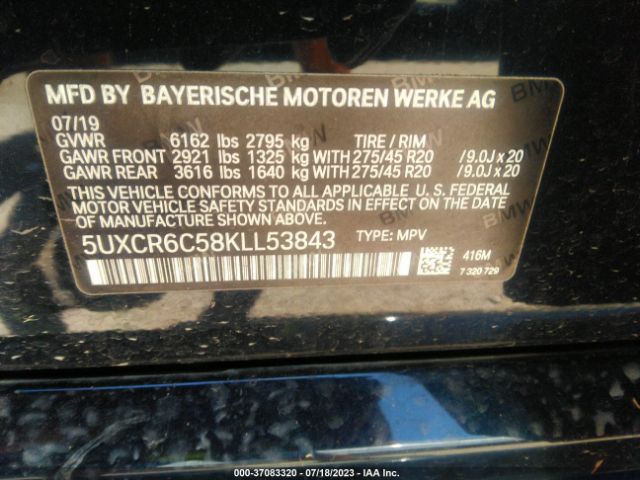 MFD BY BAYERISCHE MOTOREN WERKE AG
07/19
GVWR 6162 lbs 2795 kg TIRE / RIM
GAWR FRONT 2921 lbs 1325 kg WITH 275/45 R20 /9.0J x 20
GAWR REAR 3616 lbs 1640 kg WITH 275/45 R20 /9.0J x 20
THIS VEHICLE CONFORMS TO ALL APPLICABLE U. S. FEDERAL
MOTOR VEHICLE SAFETY STANDARDS IN EFFECT ON THE DATE
OF MANUFACTURE SHOWN ABOVE.
5UXCR6C58KLL53843 TYPE: MPV
416M
7 320 729
000-37083320 - 07/18/2023 - IAA Inc.